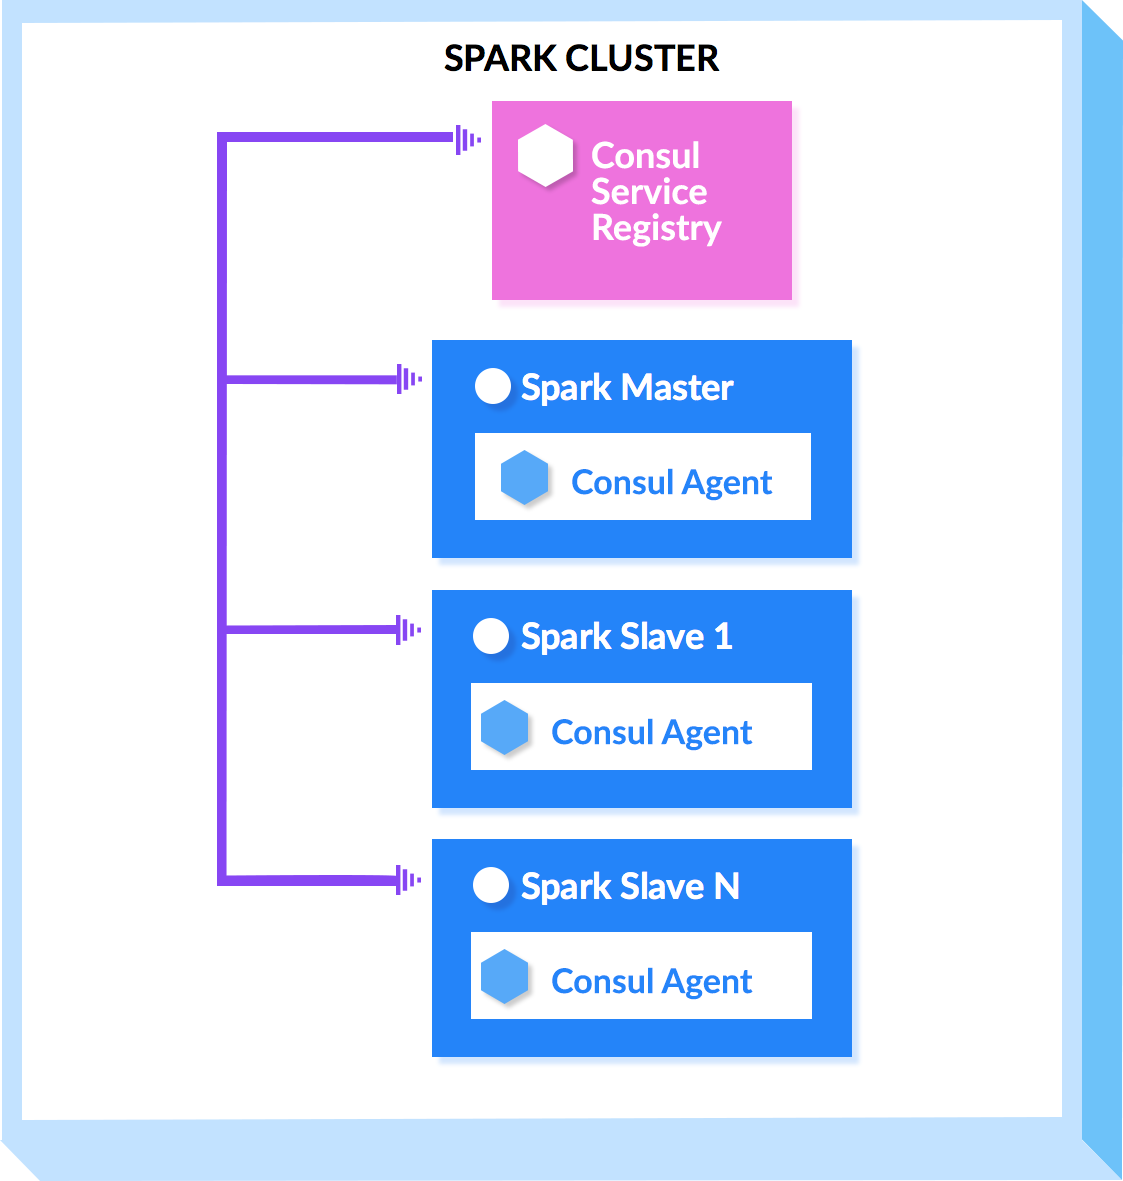 SPARK CLUSTER
Consul
Service
Registry
Spark Master
Consul Agent
Spark Slave 1
Consul Agent
Spark Slave N
Consul Agent